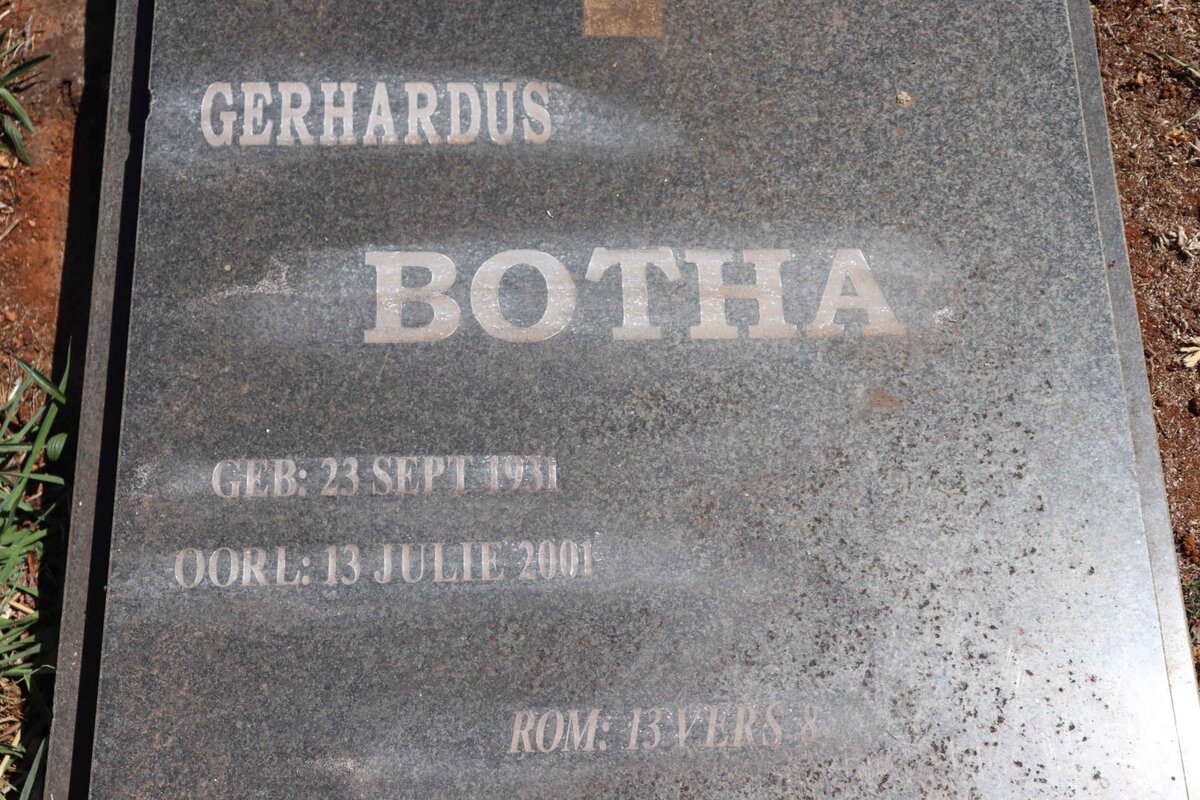 GERHARDUS
BOTHA
GEB: 23 SEPT 1931
OORL: 13 JULIE 2001
ROM: 13 VERS 8